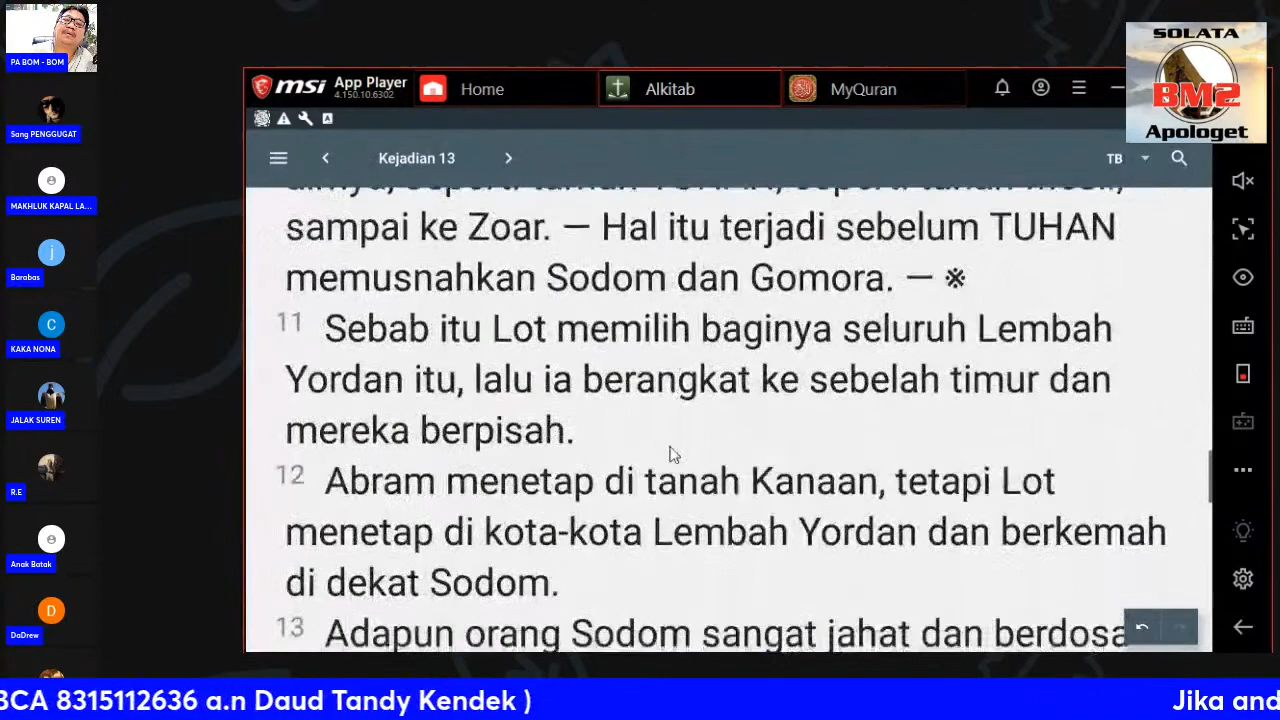 PA BOM - BOM
Sang PENGGUGAT
MAKHLUK KAPAL LA...
j
Barabas
C
KAKA NONA
JALAK SUREN
R.E
Anak Batak
D
DaDrew
msi App Player
4.150.10.6302
Home
Alkitab
MyQuran
SOLATA
BM2
Apologet
A
Kejadian 13
TB
sampai ke Zoar. — Hal itu terjadi sebelum TUHAN
memusnahkan Sodom dan Gomora. — ※
11 Sebab itu Lot memilih baginya seluruh Lembah
Yordan itu, lalu ia berangkat ke sebelah timur dan
mereka berpisah.
12 Abram menetap di tanah Kanaan, tetapi Lot
menetap di kota-kota Lembah Yordan dan berkemah
di dekat Sodom.
13 Adapun orang Sodom sangat jahat dan berdosa
BCA 8315112636 a.n Daud Tandy Kendek )
Jika and